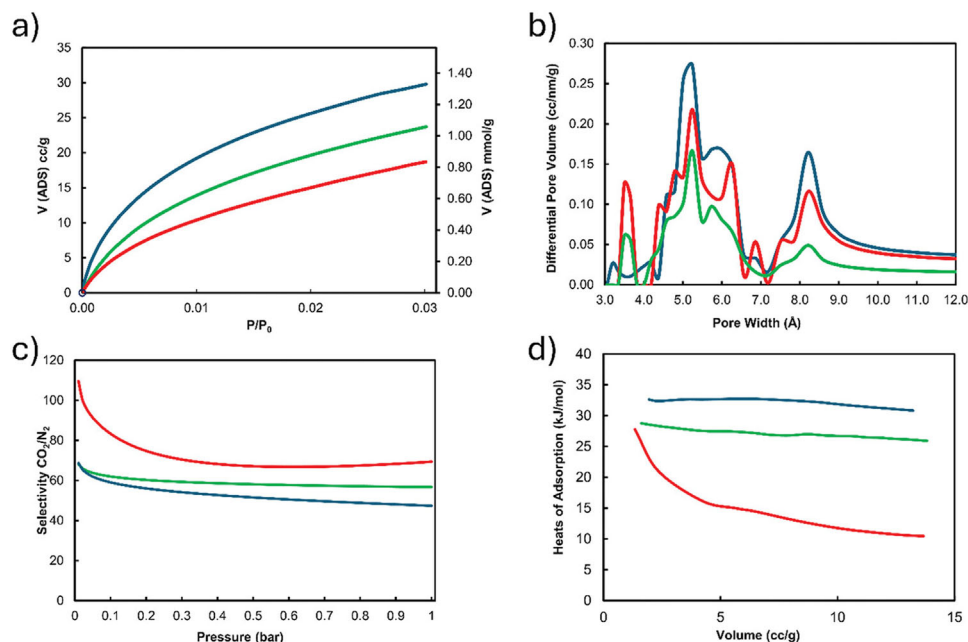 a)
V (ADS) cc/g
35
30
25
20
15
10
5
0
0.00 0.01 0.02 0.03
P/P0
V (ADS) mmol/g
1.40
1.20
1.00
0.80
0.60
0.40
0.20
0.00
b)
Differential Pore Volume (cc/nm/g)
0.30
0.25
0.20
0.15
0.10
0.05
0.00
3.0 4.0 5.0 6.0 7.0 8.0 9.0 10.0 11.0 12.0
Pore Width (Å)
c)
Selectivity CO2/N2
120
100
80
60
40
20
0
0 0.1 0.2 0.3 0.4 0.5 0.6 0.7 0.8 0.9 1
Pressure (bar)
d)
Heats of Adsorption (kJ/mol)
40
35
30
25
20
15
10
5
0
0 5 10 15
Volume (cc/g)